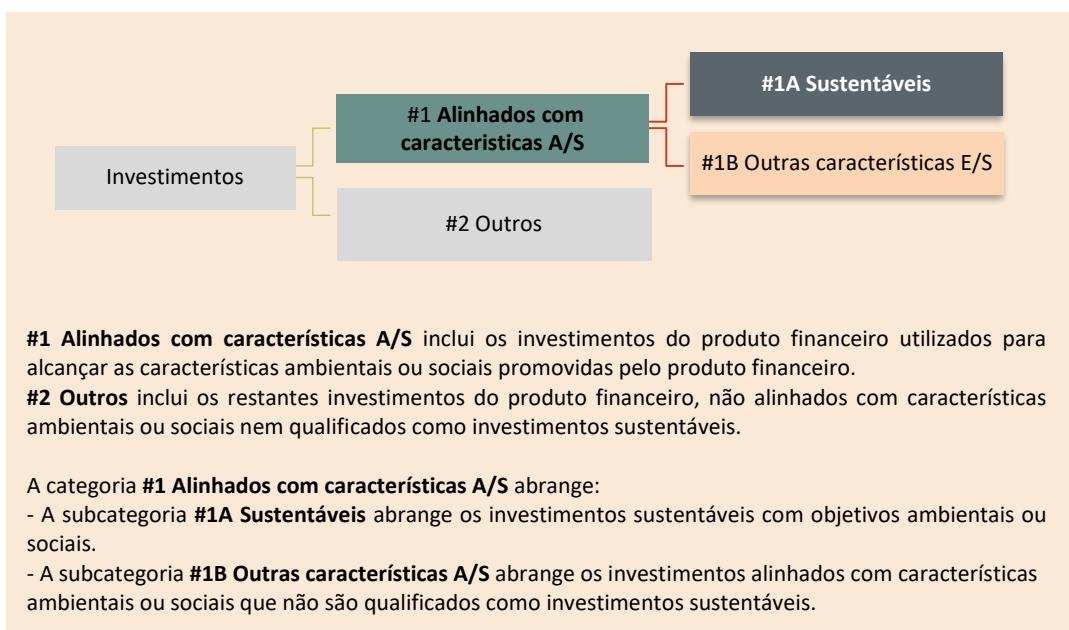 #1A Sustentáveis
#1 Alinhados com
caracteristicas A/S
#1B Outras características E/S
Investimentos
#2 Outros
#1 Alinhados com características A/S inclui os investimentos do produto financeiro utilizados para
alcançar as características ambientais ou sociais promovidas pelo produto financeiro.
#2 Outros inclui os restantes investimentos do produto financeiro, não alinhados com características
ambientais ou sociais nem qualificados como investimentos sustentáveis.
A categoria #1 Alinhados com características A/S abrange:
- A subcategoria #1A Sustentáveis abrange os investimentos sustentáveis com objetivos ambientais ou
sociais.
- A subcategoria #1B Outras características A/S abrange os investimentos alinhados com características
ambientais ou sociais que não são qualificados como investimentos sustentáveis.